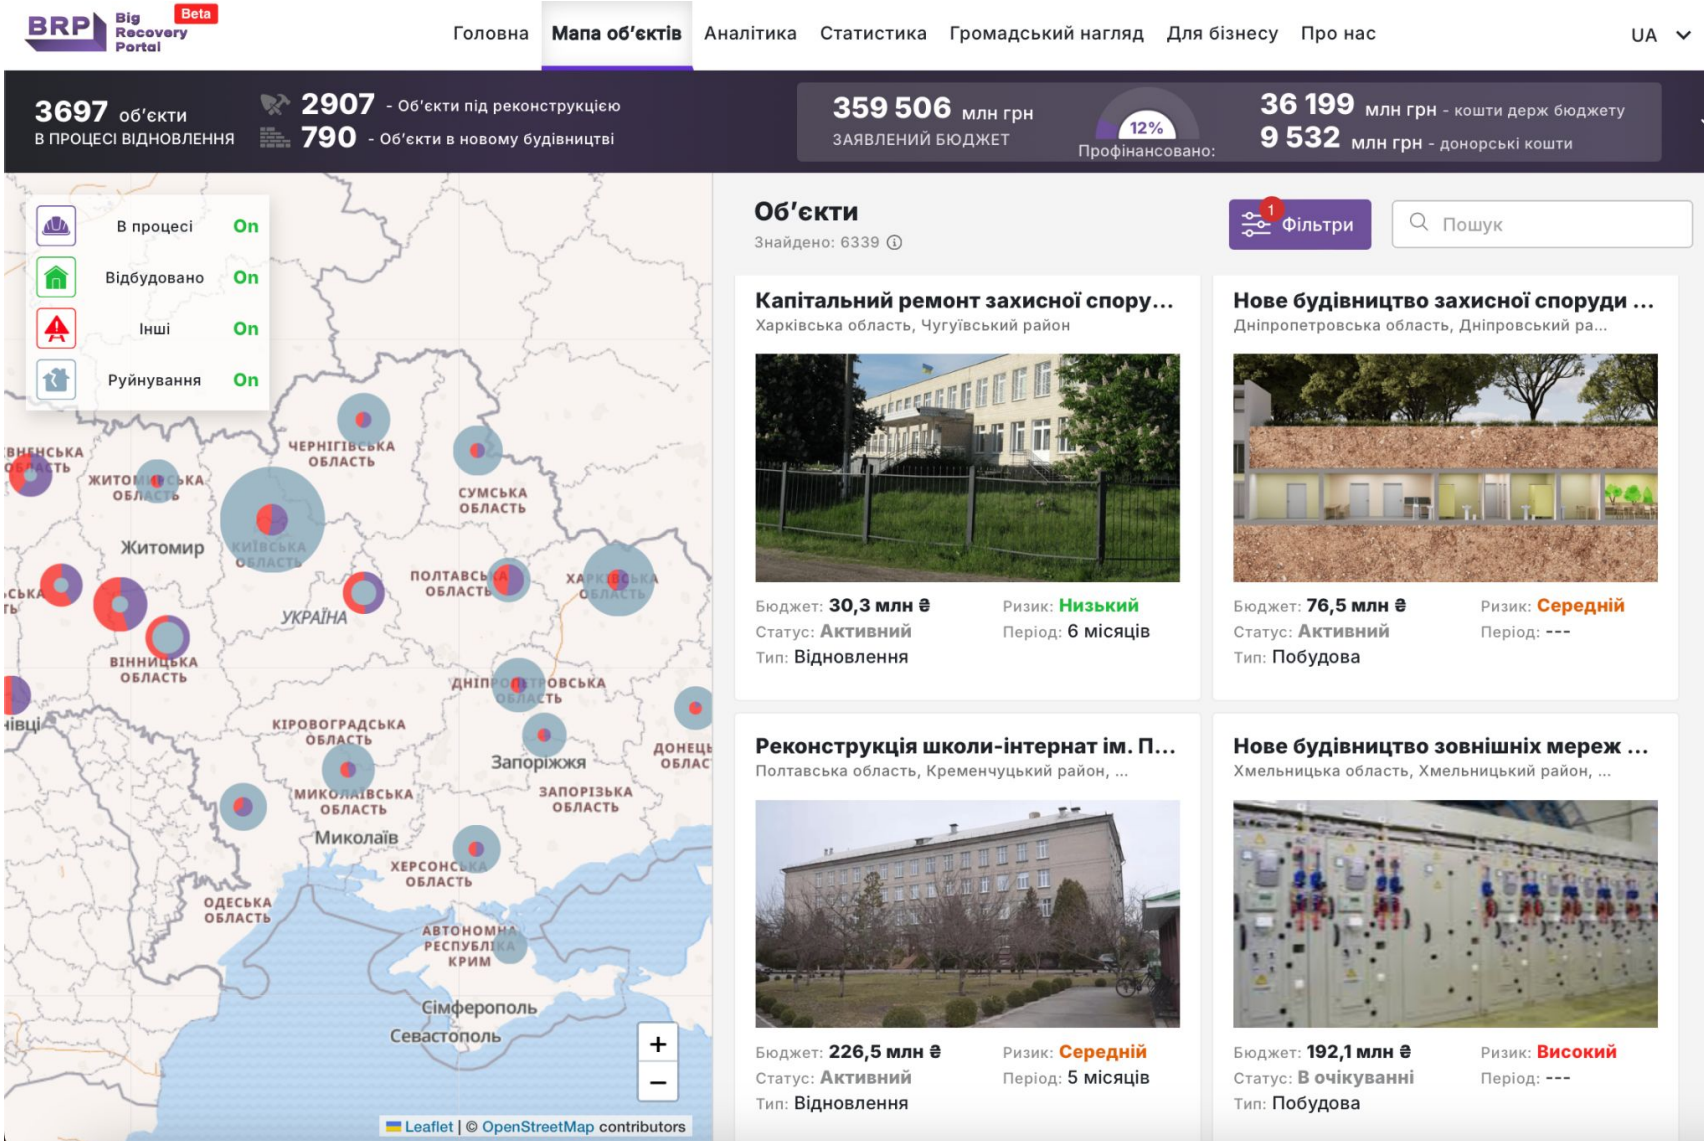 BRP Big Recovery Portal Beta
Головна Мапа об'єктів Аналітика Статистика Громадський нагляд Для бізнесу Про нас UA
3697 об'єкти
В ПРОЦЕСІ ВІДНОВЛЕННЯ
2907 - Об'єкти під реконструкцією
790 - Об'єкти в новому будівництві
359 506 млн грн
ЗАЯВЛЕНИЙ БЮДЖЕТ
12%
Профінансовано:
36 199 млн грн - кошти держ бюджету
9 532 млн грн - донорські кошти
В процесі On
Відбудовано On
Інші On
Руйнування On
ЧЕРНІГІВСЬКА
ОБЛАСТЬ
ОБЛАСТЬ
СУМСЬКА
ОБЛАСТЬ
Житомир
КИЇВСЬКА
ОБЛАСТЬ
ОБЛАСТЬ
УКРАЇНА
ХАРКІВСЬКА
ОБЛАСТЬ
ВІННИЦЬКА
ОБЛАСТЬ
ОБЛАСТЬ
КІРОВОГРАДСЬКА
ОБЛАСТЬ
Запоріжжя
ЗАПОРІЗЬКА
ОБЛАСТЬ
МИКОЛАЇВСЬКА
ОБЛАСТЬ
Миколаїв
ХЕРСОНСЬКА
ОБЛАСТЬ
ОДЕСЬКА
ОБЛАСТЬ
АВТОНОМНА
РЕСПУБЛІКА
КРИМ
Сімферополь
Севастополь
+
−
Leaflet | © OpenStreetMap contributors
Об'єкти
Знайдено: 6339
1
Фільтри
Пошук
Капітальний ремонт захисної спору...
Харківська область, Чугуївський район
Бюджет: 30,3 млн ₴ Ризик: Низький
Статус: Активний Період: 6 місяців
Тип: Відновлення
Нове будівництво захисної споруди ...
Дніпропетровська область, Дніпровський ра...
Бюджет: 76,5 млн ₴ Ризик: Середній
Статус: Активний Період: ---
Тип: Побудова
Реконструкція школи-інтернат ім. П...
Полтавська область, Кременчуцький район, ...
Бюджет: 226,5 млн ₴ Ризик: Середній
Статус: Активний Період: 5 місяців
Тип: Відновлення
Нове будівництво зовнішніх мереж ...
Хмельницька область, Хмельницький район, ...
Бюджет: 192,1 млн ₴ Ризик: Високий
Статус: В очікуванні Період: ---
Тип: Побудова